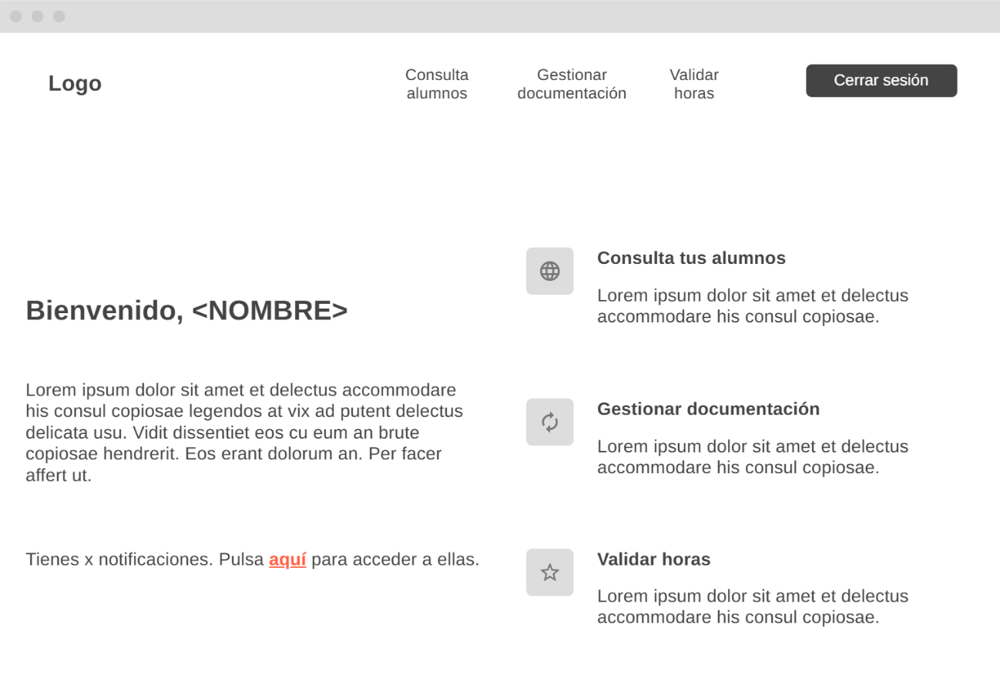 Logo
Consulta
alumnos
Gestionar
documentación
Validar
horas
Cerrar sesión
Bienvenido, <NOMBRE>
Lorem ipsum dolor sit amet et delectus accommodare
his consul copiosae legendos at vix ad putent delectus
delicata usu. Vidit dissentiet eos cu eum an brute
copiosae hendrerit. Eos erant dolorum an. Per facer
affert ut.
Tienes x notificaciones. Pulsa aquí para acceder a ellas.
Consulta tus alumnos
Lorem ipsum dolor sit amet et delectus
accommodare his consul copiosae.
Gestionar documentación
Lorem ipsum dolor sit amet et delectus
accommodare his consul copiosae.
Validar horas
Lorem ipsum dolor sit amet et delectus
accommodare his consul copiosae.